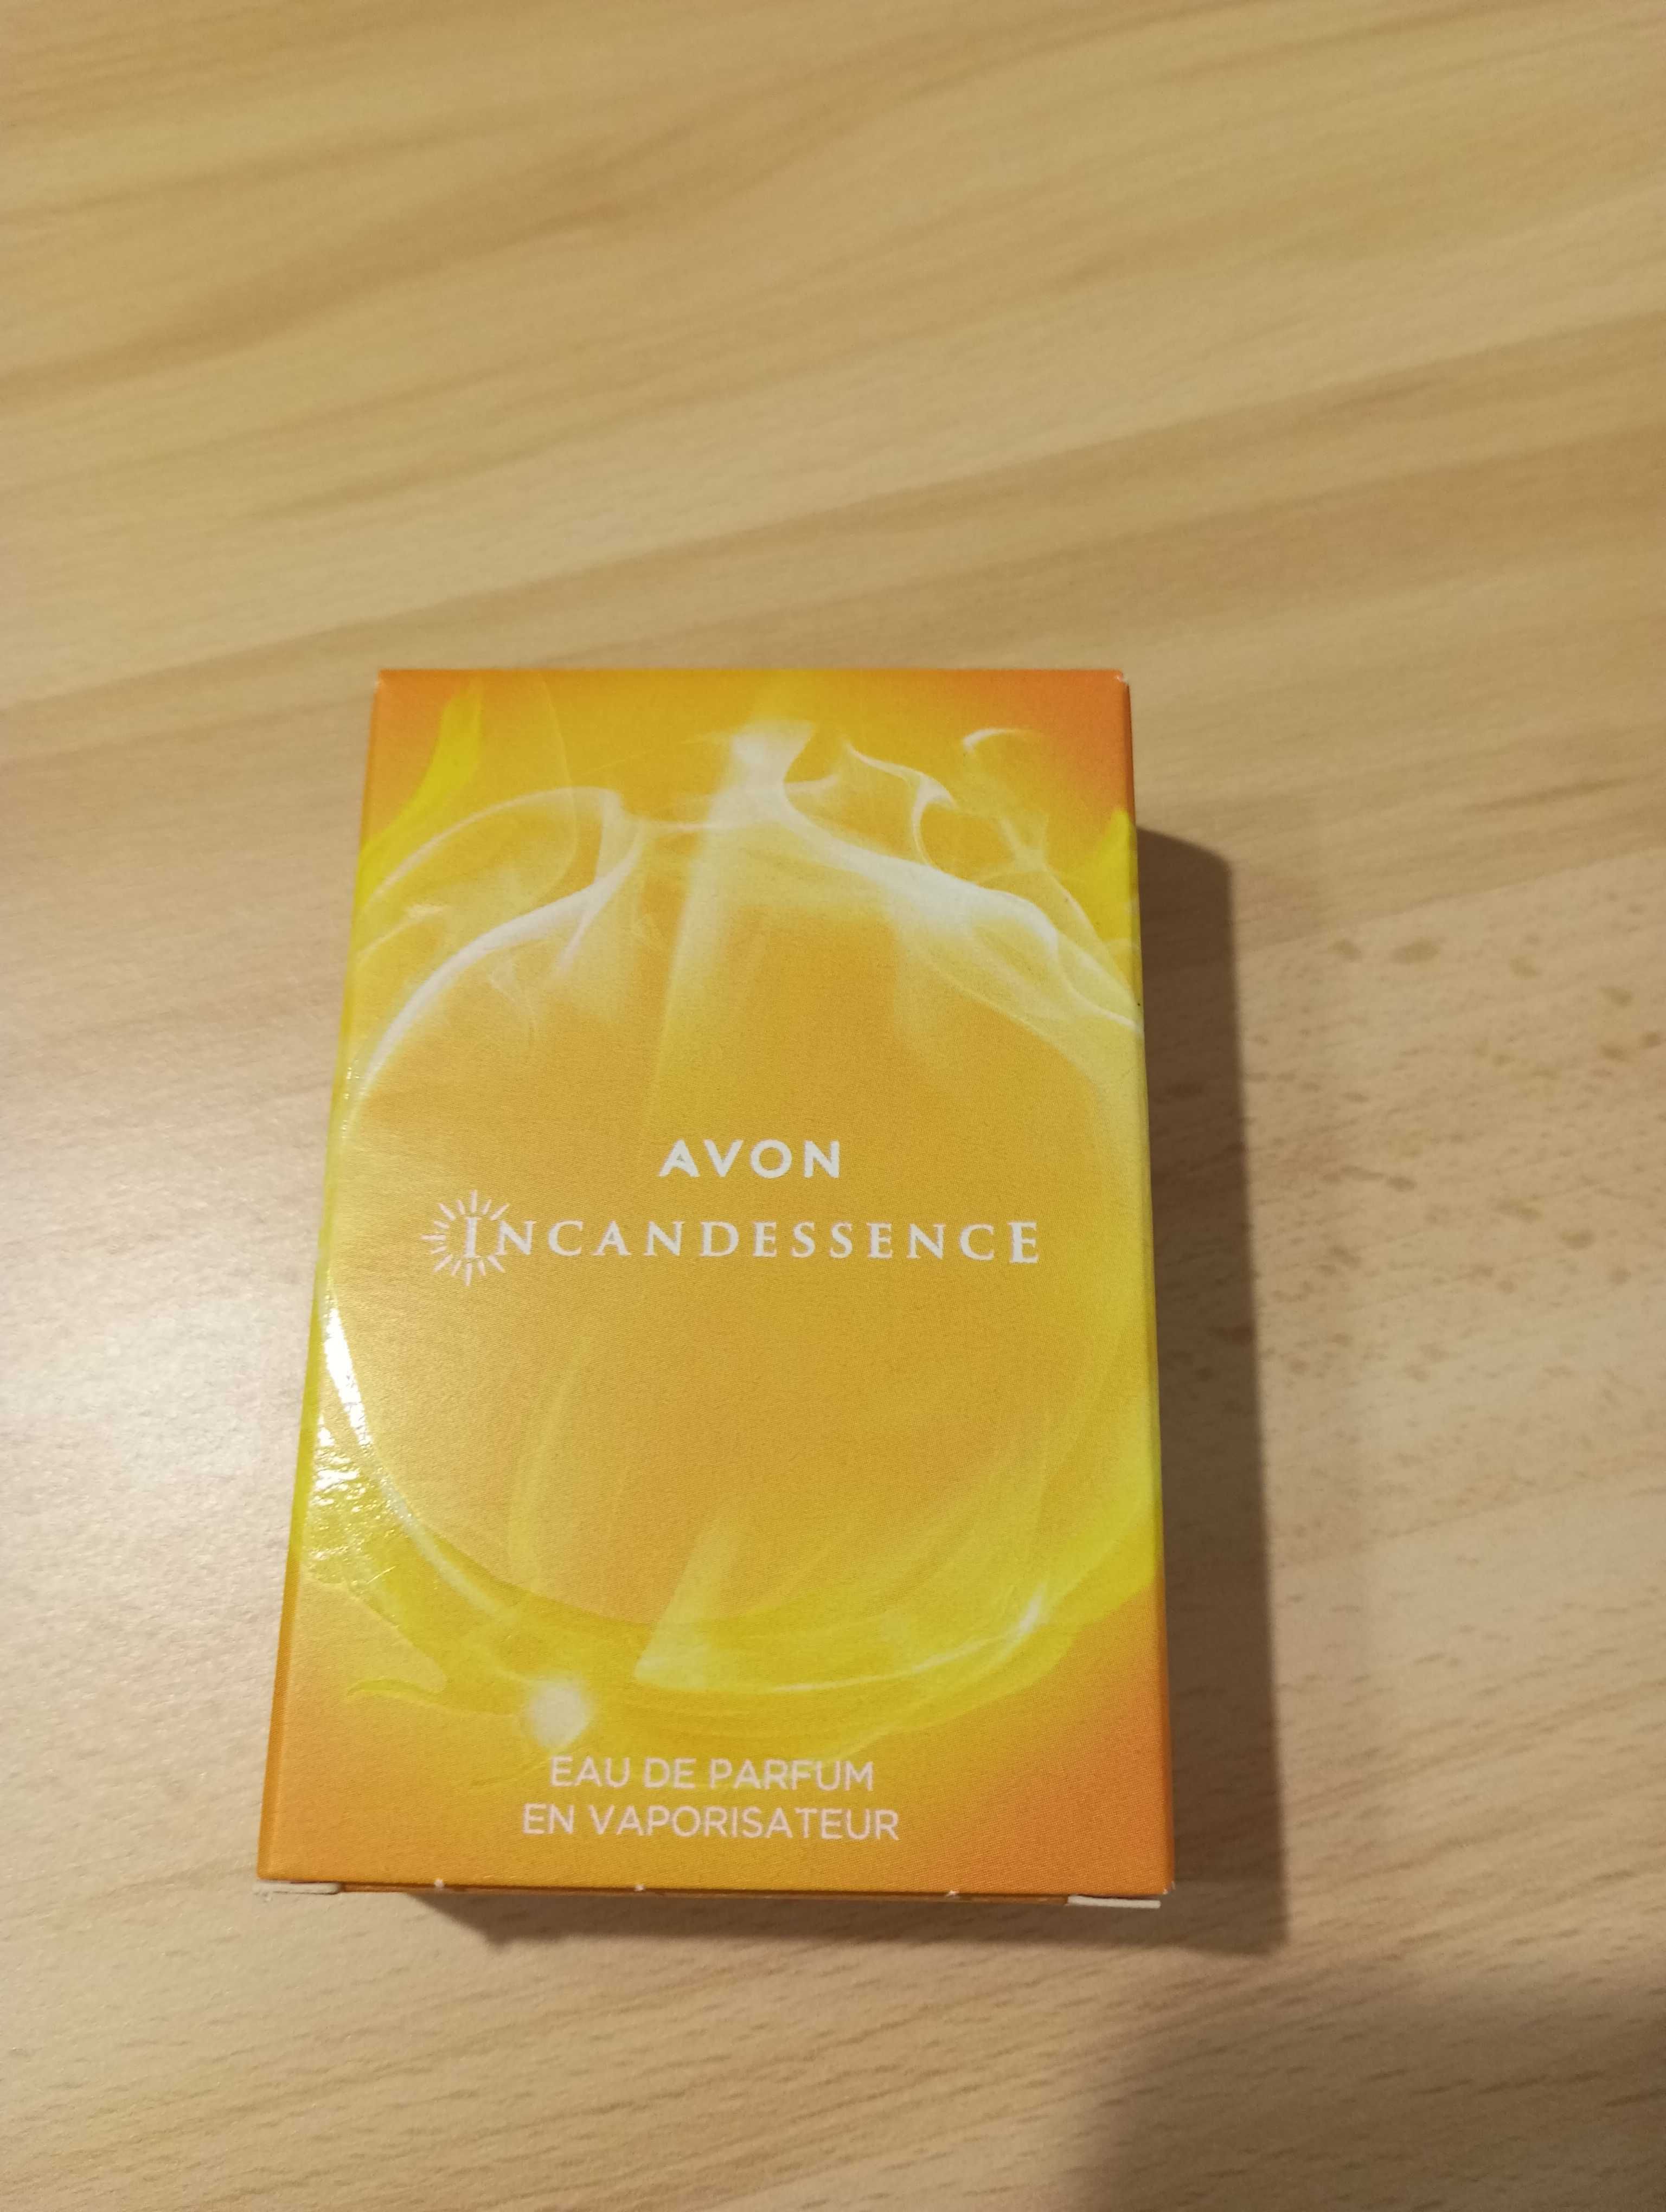 AVON
INCANDESSENCE
EAU DE PARFUM
EN VAPORISATEUR